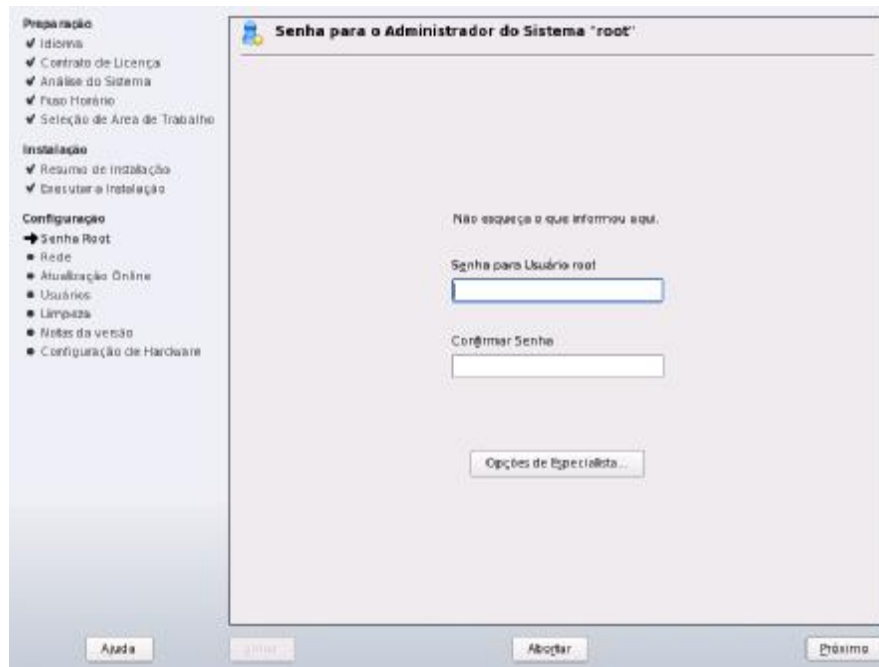 Preparação
Idioma
Contrato de Licença
Análise do Sistema
Fuso Horário
Seleção de Área de Trabalho
Instalação
Resumo de Instalação
Executar a Instalação
Configuração
Senha Root
Rede
Atualização Online
Usuários
Limpeza
Notas da versão
Configuração de Hardware
Senha para o Administrador do Sistema "root"
Não esqueça o que informou aqui.
Senha para Usuário root
Confirmar Senha
Opções de Especialista...
Ajuda
Abortar
Próximo